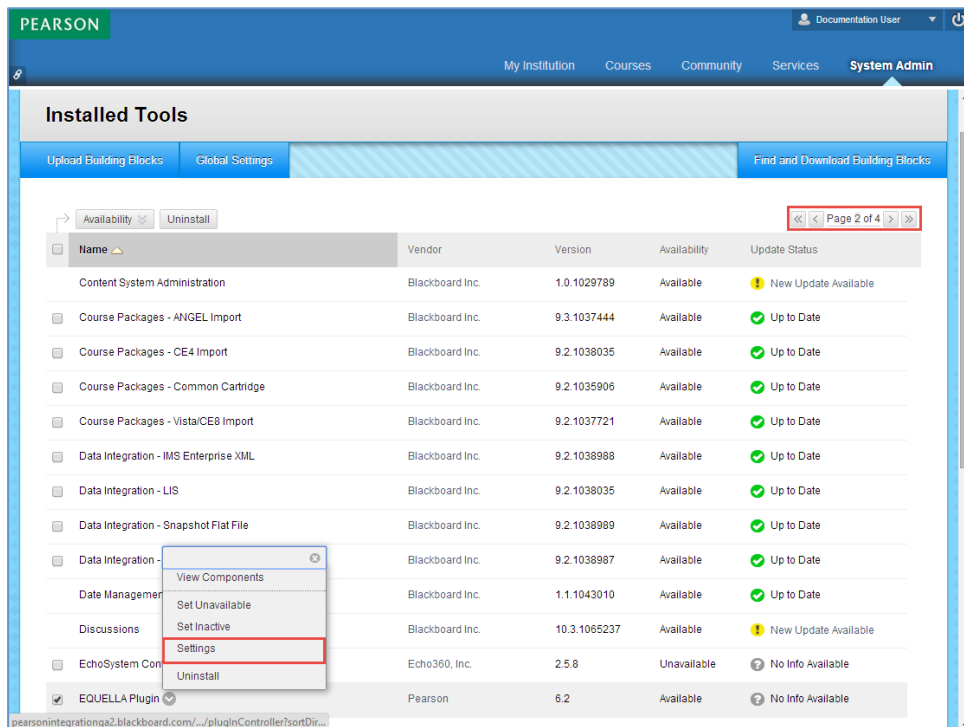 PEARSON
Documentation User
My Institution Courses Community Services System Admin
Installed Tools
Upload Building Blocks Global Settings Find and Download Building Blocks
Availability Uninstall Page 2 of 4
Name Vendor Version Availability Update Status
Content System Administration Blackboard Inc. 1.0.1029789 Available New Update Available
Course Packages - ANGEL Import Blackboard Inc. 9.3.1037444 Available Up to Date
Course Packages - CE4 Import Blackboard Inc. 9.2.1038035 Available Up to Date
Course Packages - Common Cartridge Blackboard Inc. 9.2.1035906 Available Up to Date
Course Packages - Vista/CE8 Import Blackboard Inc. 9.2.1037721 Available Up to Date
Data Integration - IMS Enterprise XML Blackboard Inc. 9.2.1038988 Available Up to Date
Data Integration - LIS Blackboard Inc. 9.2.1038035 Available Up to Date
Data Integration - Snapshot Flat File Blackboard Inc. 9.2.1038989 Available Up to Date
Data Integration - Blackboard Inc. 9.2.1038987 Available Up to Date
View Components
Date Managemen Blackboard Inc. 1.1.1043010 Available Up to Date
Set Unavailable
Set Inactive
Discussions Blackboard Inc. 10.3.1065237 Available New Update Available
Settings
EchoSystem Con Echo360, Inc. 2.5.8 Unavailable No Info Available
Uninstall
EQUELLA Plugin Pearson 6.2 Available No Info Available
pearsonintegrationqa2.blackboard.com/.../plugInController?sortDir...